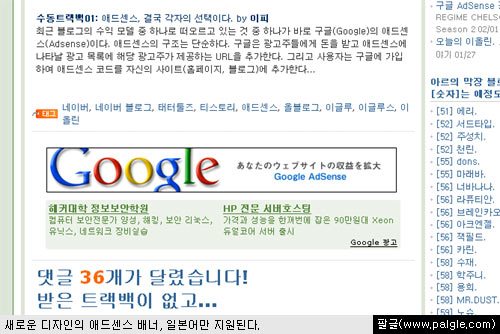 수동트랙백01: 애드센스, 결국 각자의 선택이다. by 이피
최근 블로그의 수익 모델 중 하나로 떠오르고 있는 것 중 하나가 바로 구글(Google)의 애드센
스(Adsense)이다. 애드센스의 구조는 단순하다. 구글은 광고주들에게 돈를 받고 애드센스에
나타날 광고 목록에 해당 광고주가 제공하는 URL을 추가한다. 그리고 사용자는 구글에 가입
하여 애드센스 코드를 자신의 사이트(홈페이지, 블로그)에 추가한다...
태그
네이버, 네이버 블로그, 태터툴즈, 티스토리, 애드센스, 올블로그, 이글루, 이글루스, 이
올린
Google
あなたのウェブサイトの収益を拡大
Google AdSense
해커대학 정보보안학원
컴퓨터 보안전문가 양성, 해킹, 보안 리눅스,
유닉스, 네트워크 장비실습
HP 전문 서버호스팅
가격과 성능을 한꺼번에 잡은 90만원대 Xeon
듀얼코어 서버 출시
Google 광고
댓글 36개가 달렸습니다!
받은 트랙백이 없고...
구글 AdSense
REGIME CHELS
Season 2 02/01
오늘의 이올린.
야기 01/27
아르의 막장 블로
[숫자]는 예정도
[51] 에리.
[52] 서드타입.
[52] 주성치.
[52] 천린.
[55] dons.
[55] 마래바.
[56] 너바나나.
[56] 라튜티안.
[56] 브레인카오
[56] 아크엔젤.
[56] 잭필드.
[56] 카린.
[58] 수재.
[58] 학주니.
[58] 용희.
[58] MR.DUST.
[59] 노슨
새로운 디자인의 애드센스 배너, 일본어만 지원된다.
팔글(www.palgle.com)